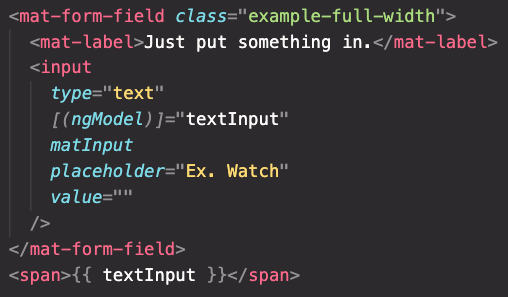 <mat-form-field class="example-full-width">
<mat-label>Just put something in.</mat-label>
<input
type="text"
[(ngModel)]="textInput"
matInput
placeholder="Ex. Watch"
value=""
/>
</mat-form-field>
<span>{{ textInput }}</span>